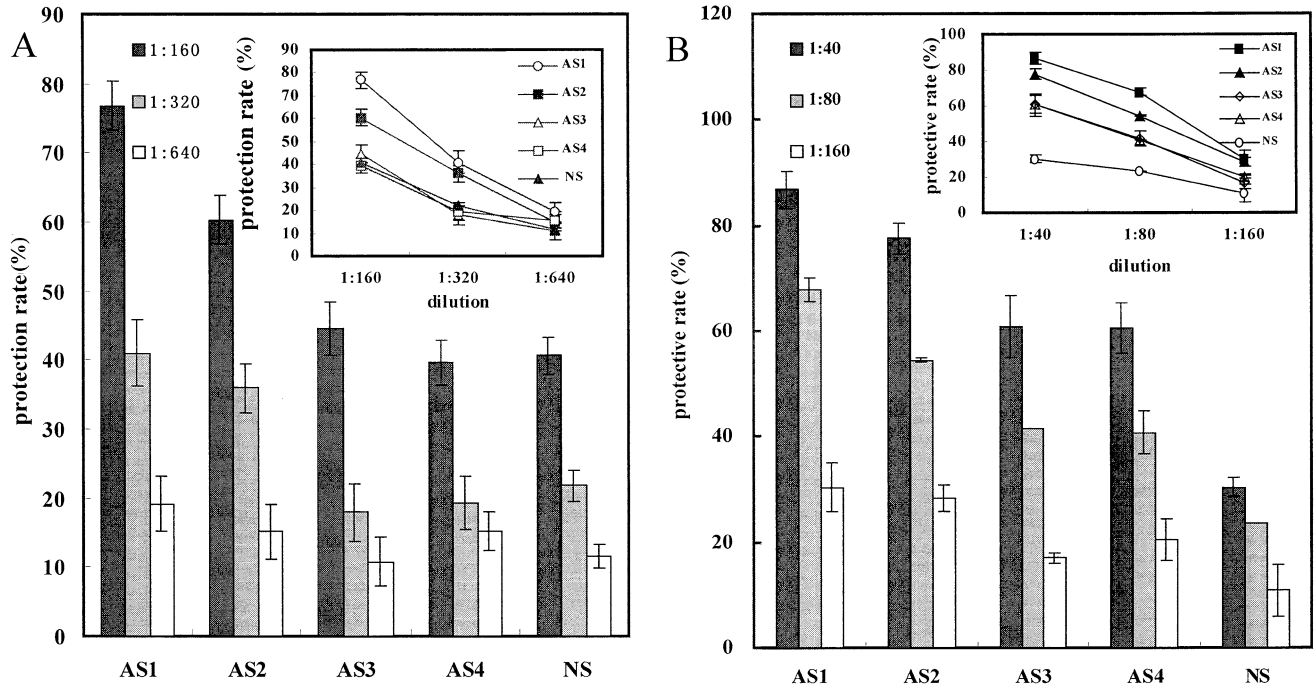 A
protection rate (%)
90
80
70
60
50
40
30
20
10
0
1:160
1:320
1:640
AS1
AS2
AS3
AS4
NS
protection rate (%)
90
80
70
60
50
40
30
20
10
0
1:160
1:320
1:640
dilution
AS1
AS2
AS3
AS4
NS
B
protective rate (%)
120
100
80
60
40
20
0
1:40
1:80
1:160
AS1
AS2
AS3
AS4
NS
protective rate (%)
100
80
60
40
20
0
1:40
1:80
1:160
dilution
AS1
AS2
AS3
AS4
NS